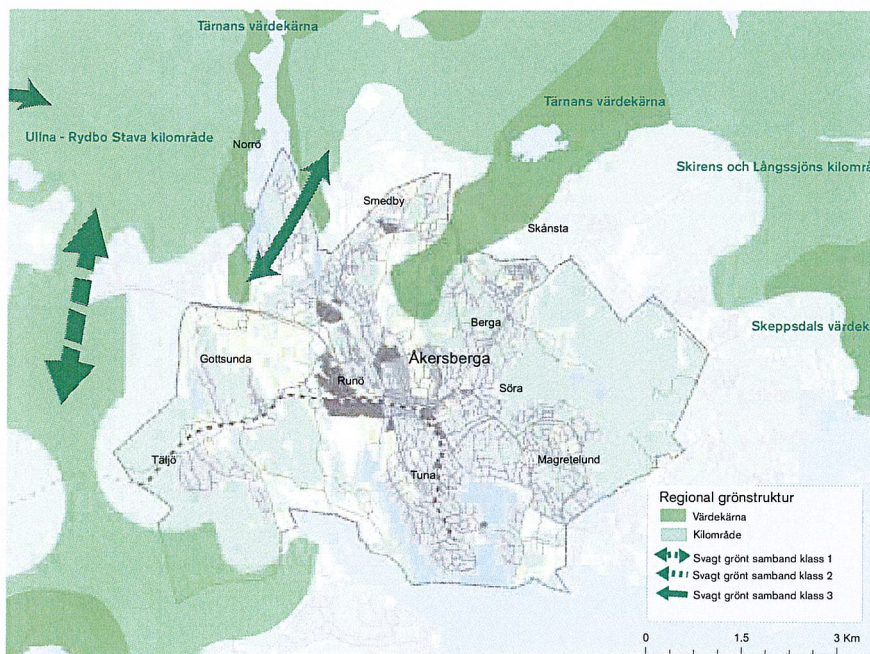 Tärnans värdekärna
Tärnans värdekärna
Ullna - Rydbo Stava kilområde
Norrö
Skirens och Långssjöns kilområ
Smedby
Skånsta
Berga
Skeppsdals värdek
Gottsunda
Åkersberga
Runö
Söra
Täljö
Tuna
Magretelund
Regional grönstruktur
Värdekärna
Kilområde
Svagt grönt samband klass 1
Svagt grönt samband klass 2
Svagt grönt samband klass 3
0 1.5 3 Km